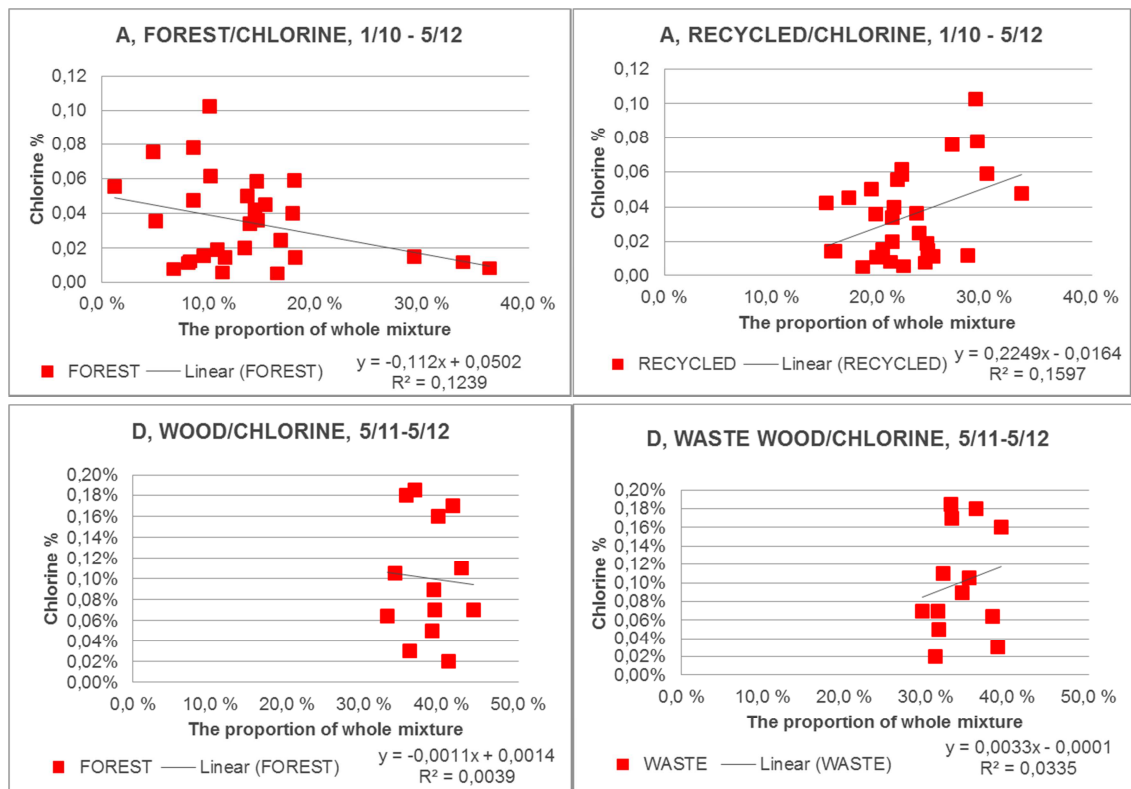 A, FOREST/CHLORINE, 1/10 - 5/12
0,12
0,10
0,08
0,06
0,04
0,02
0,00
Chlorine %
0,0 %
10,0 %
20,0 %
30,0 %
40,0 %
The proportion of whole mixture
FOREST
Linear (FOREST)
y = -0,112x + 0,0502
R² = 0,1239
A, RECYCLED/CHLORINE, 1/10 - 5/12
0,12
0,10
0,08
0,06
0,04
0,02
0,00
Chlorine %
0,0 %
10,0 %
20,0 %
30,0 %
40,0 %
The proportion of whole mixture
RECYCLED
Linear (RECYCLED)
y = 0,2249x - 0,0164
R² = 0,1597
D, WOOD/CHLORINE, 5/11-5/12
0,20%
0,18%
0,16%
0,14%
0,12%
0,10%
0,08%
0,06%
0,04%
0,02%
0,00%
Chlorine %
0,0 %
10,0 %
20,0 %
30,0 %
40,0 %
50,0 %
The proportion of whole mixture
FOREST
Linear (FOREST)
y = -0,0011x + 0,0014
R² = 0,0039
D, WASTE WOOD/CHLORINE, 5/11-5/12
0,20%
0,18%
0,16%
0,14%
0,12%
0,10%
0,08%
0,06%
0,04%
0,02%
0,00%
Chlorine %
0,0 %
10,0 %
20,0 %
30,0 %
40,0 %
50,0 %
The proportion of whole mixture
WASTE
Linear (WASTE)
y = 0,0033x - 0,0001
R² = 0,0335